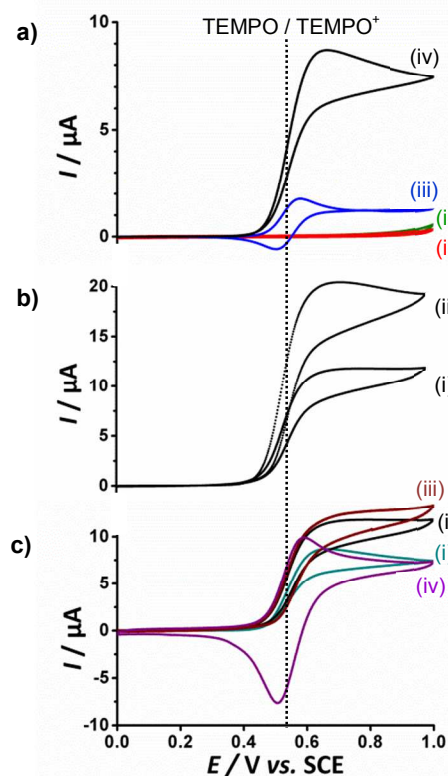 TEMPO / TEMPO⁺
a)
10
(iv)
5
(iii)
(i
0
(i
I / µA
b)
20
(i
15
10
(i
5
0
I / µA
c)
(iii)
10
(i
5
(i
(iv)
0
-5
-10
I / µA
0.0 0.2 0.4 0.6 0.8 1.0
E / V vs. SCE